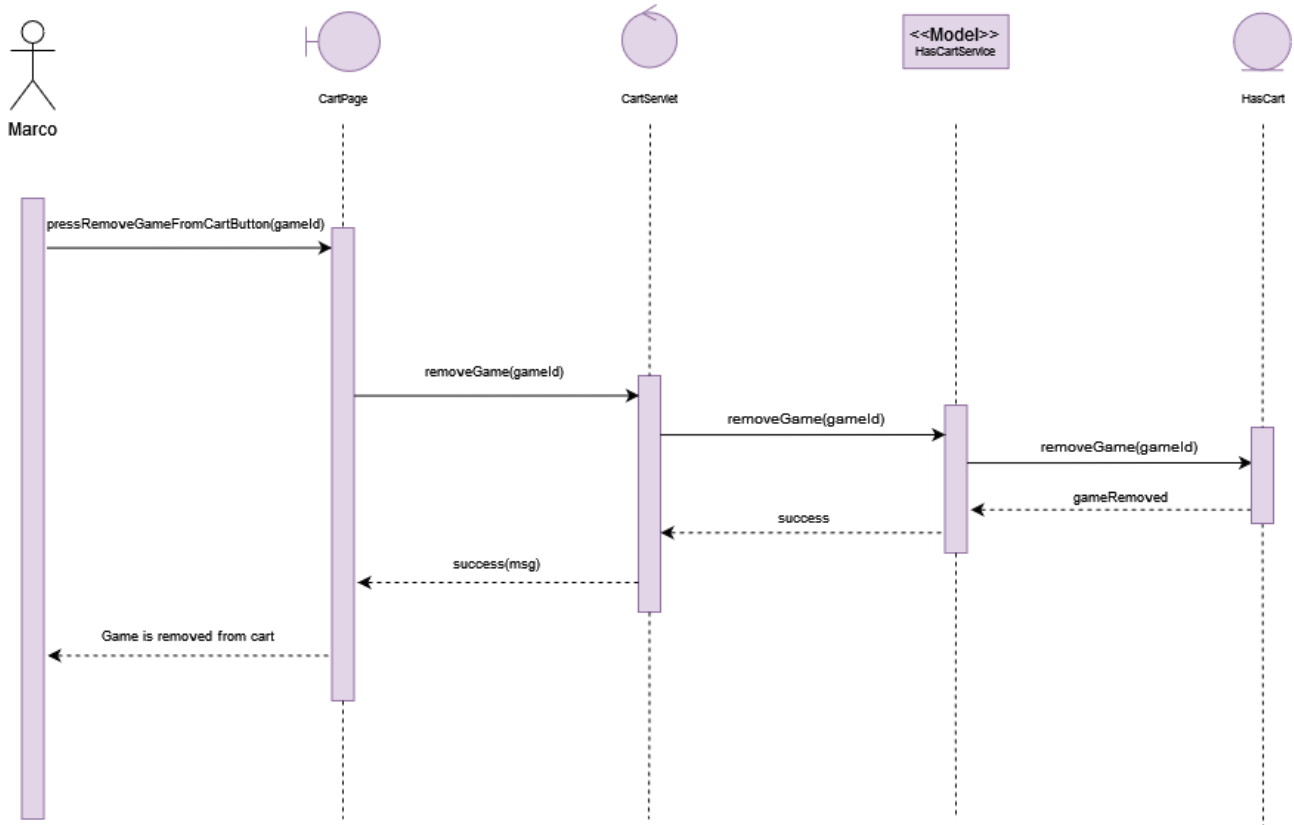 <<Model>>
HasCartService
CartPage
CartServlet
HasCart
Marco
pressRemoveGameFromCartButton(gameId)
removeGame(gameId)
removeGame(gameId)
removeGame(gameId)
gameRemoved
success
success(msg)
Game is removed from cart